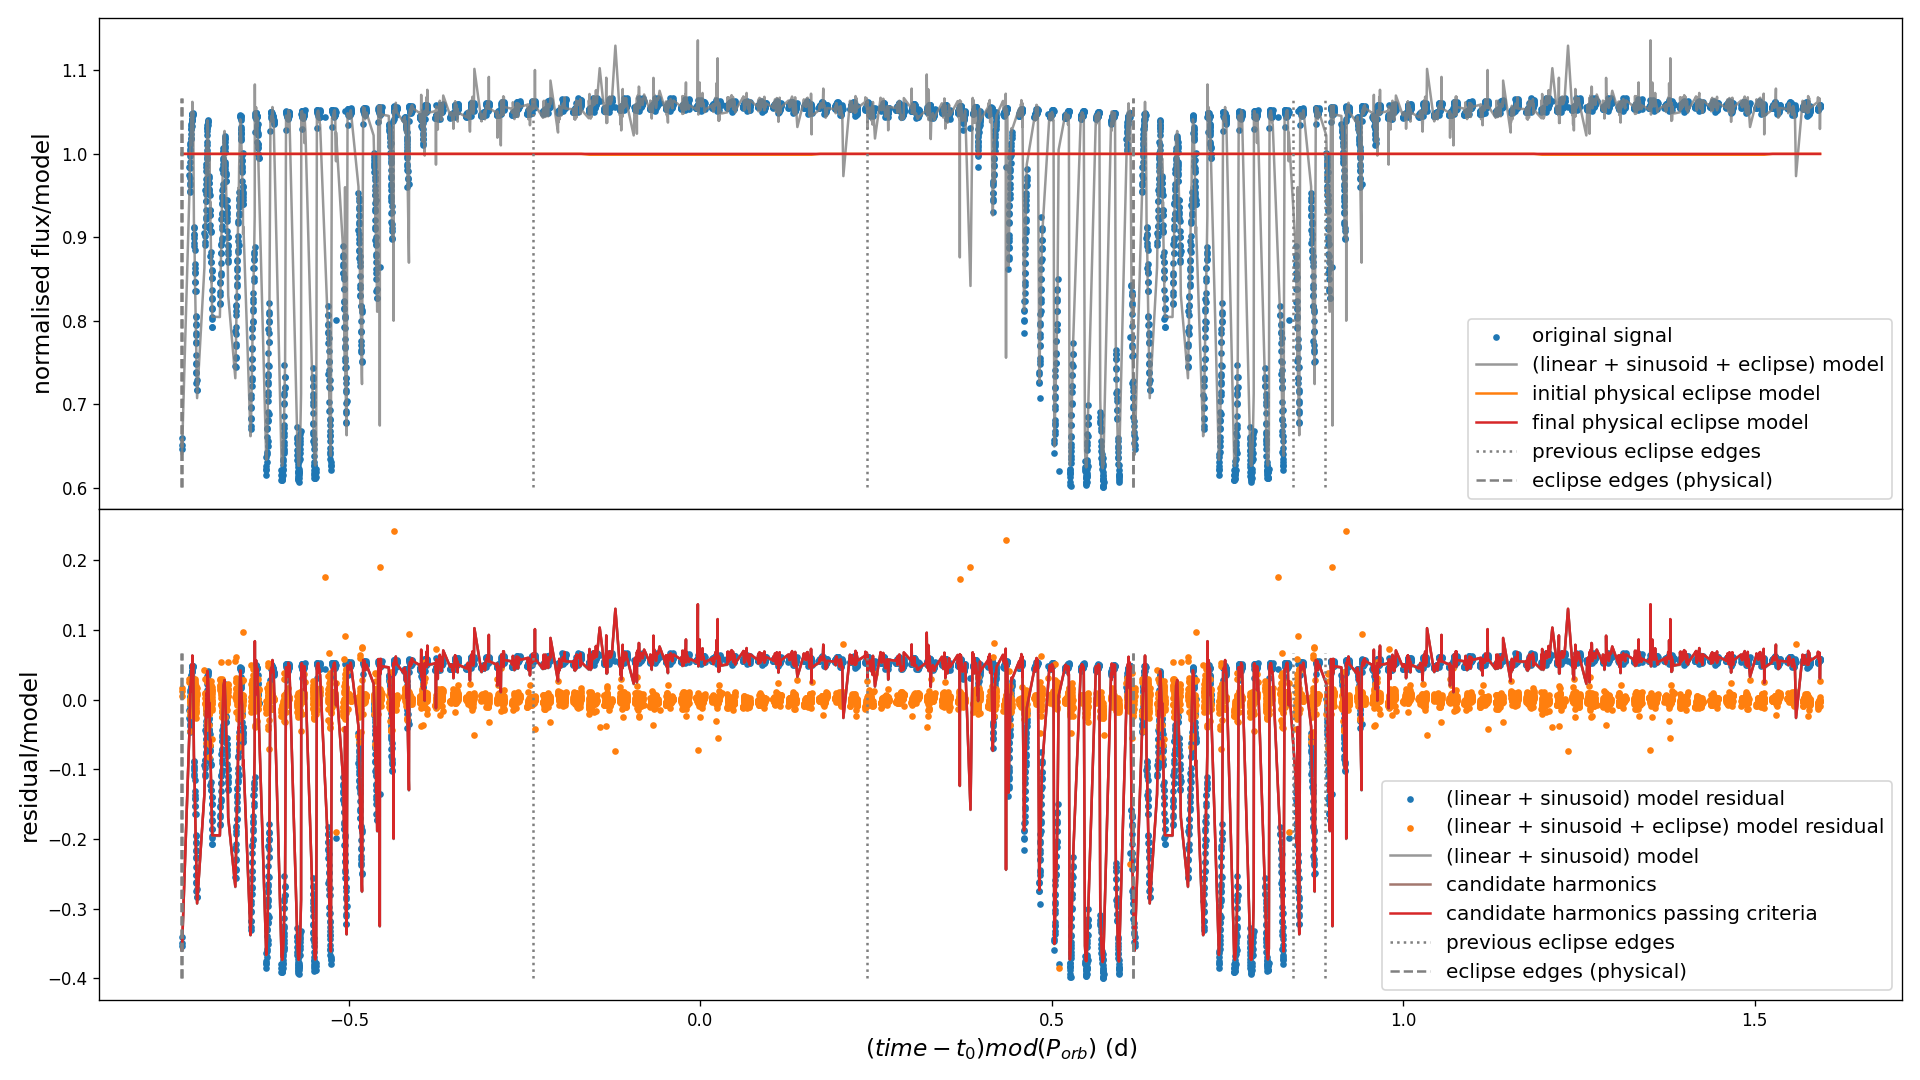 normalised flux/model
1.1
1.0
0.9
0.8
0.7
0.6
original signal
(linear + sinusoid + eclipse) model
initial physical eclipse model
final physical eclipse model
previous eclipse edges
eclipse edges (physical)
residual/model
0.2
0.1
0.0
−0.1
−0.2
−0.3
−0.4
(linear + sinusoid) model residual
(linear + sinusoid + eclipse) model residual
(linear + sinusoid) model
candidate harmonics
candidate harmonics passing criteria
previous eclipse edges
eclipse edges (physical)
−0.5 0.0 0.5 1.0 1.5
(time − t₀)mod(Pₒᵣb) (d)